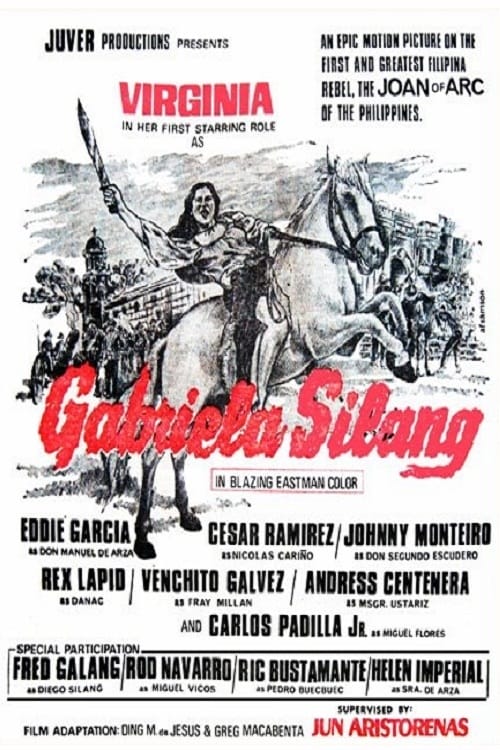 JUVER PRODUCTIONS PRESENTS
AN EPIC MOTION PICTURE ON THE
FIRST AND GREATEST FILIPINA
REBEL, THE JOAN OF ARC
OF THE PHILIPPINES.
VIRGINIA
IN HER FIRST STARRING ROLE
AS
Gabriela Silang
IN BLAZING EASTMAN COLOR
EDDIE GARCIA CESAR RAMIREZ/JOHNNY MONTEIRO
as DON MANUEL DE ARZA as NICOLAS CARIÑO as DON SEGUNDO ESCUDERO
REX LAPID/VENCHITO GALVEZ/ANDRESS CENTENERA
as DANAC as FRAY MILLAN as MSGR. USTARIZ
AND CARLOS PADILLA JR. as MIGUEL FLORES
SPECIAL PARTICIPATION
FRED GALANG/ROD NAVARRO/RIC BUSTAMANTE/HELEN IMPERIAL
as DIEGO SILANG as MIGUEL VICOS as PEDRO BUECBUEC as SRA. DE ARZA
SUPERVISED BY:
FILM ADAPTATION: DING M. de JESUS & GREG MACABENTA JUN ARISTORENAS